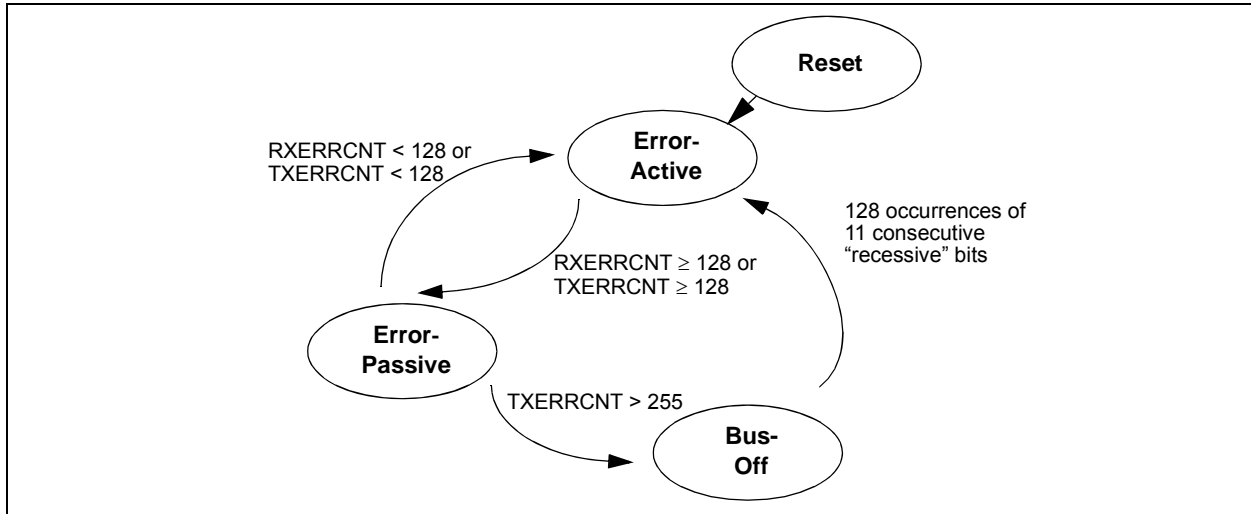 Reset
Error-
Active
RXERRCNT < 128 or
TXERRCNT < 128
128 occurrences of
11 consecutive
“recessive” bits
RXERRCNT ≥ 128 or
TXERRCNT ≥ 128
Error-
Passive
TXERRCNT > 255
Bus-
Off